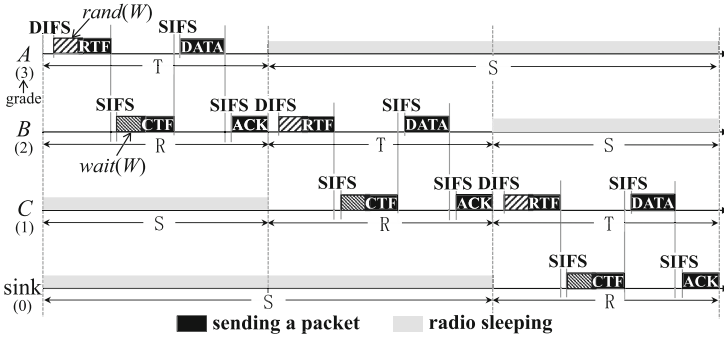 rand(W)
DIFS SIFS
A RTF DATA
(3) T S
grade
SIFS SIFS DIFS SIFS
B CTF ACK RTF DATA
(2) R T S
wait(W)
SIFS SIFS DIFS SIFS
C CTF ACK RTF DATA
(1) S R T
SIFS SIFS
sink CTF ACK
(0) S R
sending a packet radio sleeping